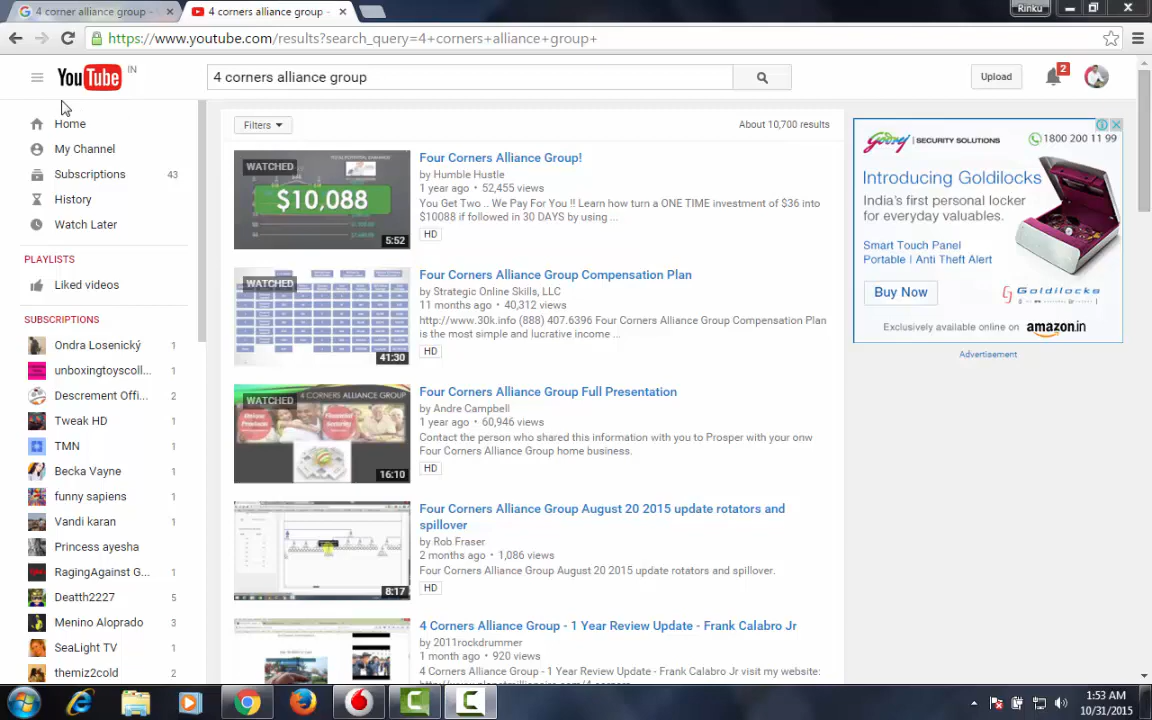 4 corner alliance group -
4 corners alliance group -
Rinku
https://www.youtube.com/results?search_query=4+corners+alliance+group+
YouTube IN
4 corners alliance group
Upload
2
Home
My Channel
Subscriptions 43
History
Watch Later
PLAYLISTS
Liked videos
SUBSCRIPTIONS
Ondra Losenický 1
unboxingtoyscoll... 1
Descrement Offi... 2
Tweak HD 1
TMN 1
Becka Vayne 1
funny sapiens 1
Vandi karan 1
Princess ayesha 1
RagingAgainst G... 1
Deatth2227 5
Menino Aloprado 3
SeaLight TV 1
themiz2cold 2
Filters
About 10,700 results
WATCHED
$10,088
5:52
Four Corners Alliance Group!
by Humble Hustle
1 year ago • 52,455 views
You Get Two .. We Pay For You !! Learn how turn a ONE TIME investment of $36 into
$10088 if followed in 30 DAYS by using ...
HD
WATCHED
41:30
Four Corners Alliance Group Compensation Plan
by Strategic Online Skills, LLC
11 months ago • 40,312 views
http://www.30k.info (888) 407.6396 Four Corners Alliance Group Compensation Plan
is the most simple and lucrative income ...
HD
WATCHED
4 CORNERS ALLIANCE GROUP
16:10
Four Corners Alliance Group Full Presentation
by Andre Campbell
1 year ago • 60,946 views
Contact the person who shared this information with you to Prosper with your onw
Four Corners Alliance Group home business.
HD
8:17
Four Corners Alliance Group August 20 2015 update rotators and
spillover
by Rob Fraser
2 months ago • 1,086 views
Four Corners Alliance Group August 20 2015 update rotators and spillover.
HD
4 Corners Alliance Group - 1 Year Review Update - Frank Calabro Jr
by 2011rockdrummer
1 month ago • 920 views
4 Corners Alliance Group - 1 Year Review Update - Frank Calabro Jr visit my website:
Godrej | SECURITY SOLUTIONS
1800 200 11 99
Introducing Goldilocks
India's first personal locker
for everyday valuables.
Smart Touch Panel
Portable | Anti Theft Alert
Buy Now
Goldilocks
Exclusively available online on amazon.in
Advertisement
1:53 AM
10/31/2015